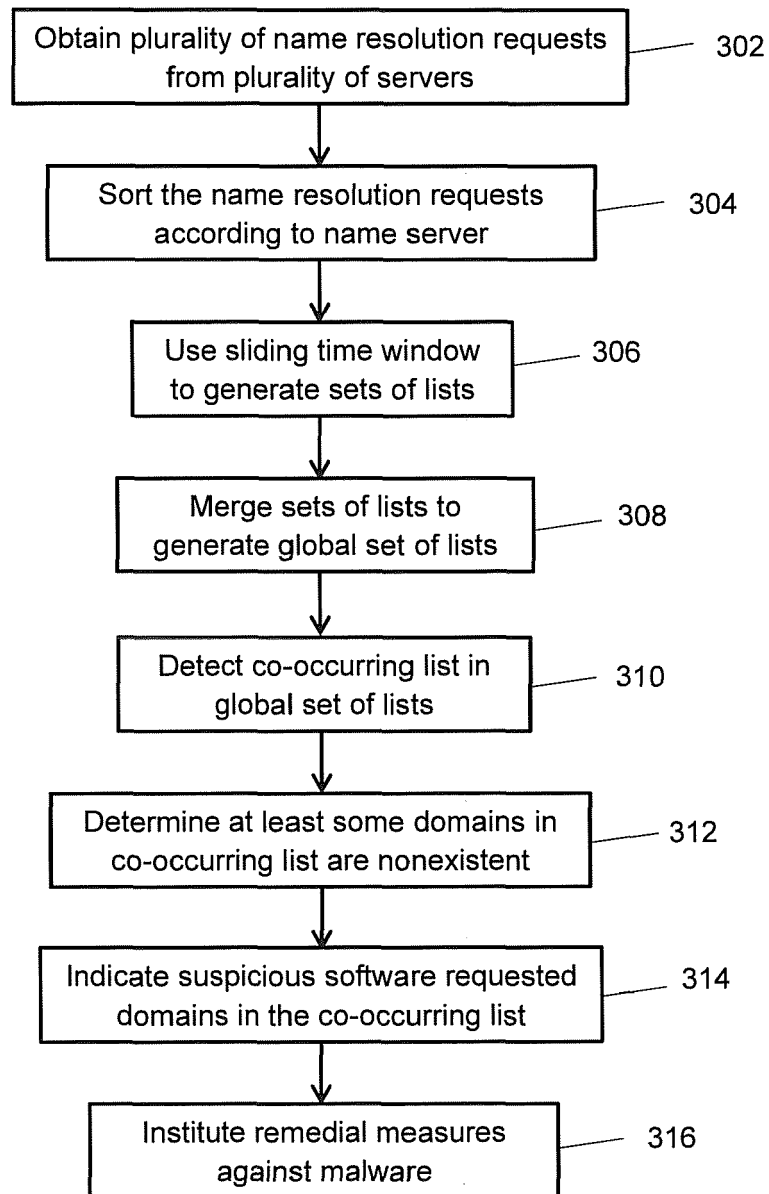 Obtain plurality of name resolution requests
from plurality of servers
302
Sort the name resolution requests
according to name server
304
Use sliding time window
to generate sets of lists
306
Merge sets of lists to
generate global set of lists
308
Detect co-occurring list in
global set of lists
310
Determine at least some domains in
co-occurring list are nonexistent
312
Indicate suspicious software requested
domains in the co-occurring list
314
Institute remedial measures
against malware
316